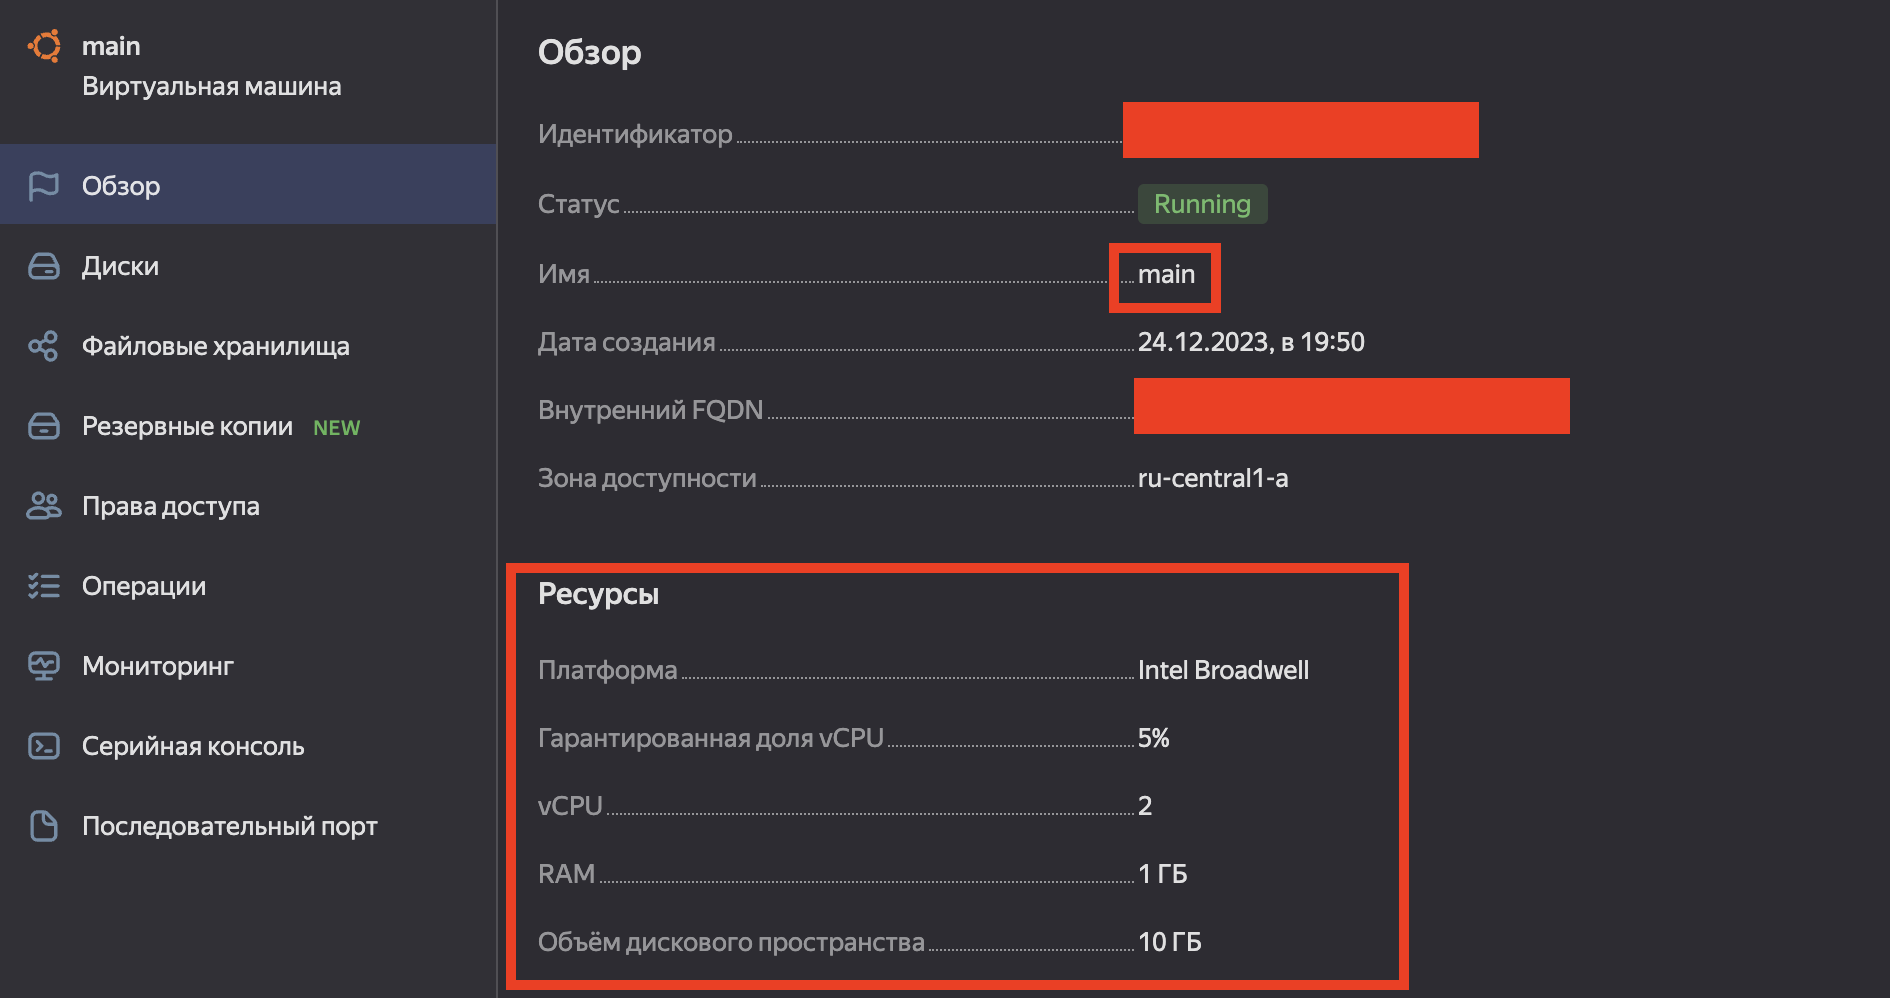 main
Виртуальная машина
Обзор
Диски
Файловые хранилища
Резервные копии NEW
Права доступа
Операции
Мониторинг
Серийная консоль
Последовательный порт
Обзор
Идентификатор
Статус Running
Имя main
Дата создания 24.12.2023, в 19:50
Внутренний FQDN
Зона доступности ru-central1-a
Ресурсы
Платформа Intel Broadwell
Гарантированная доля vCPU 5%
vCPU 2
RAM 1 ГБ
Объём дискового пространства 10 ГБ